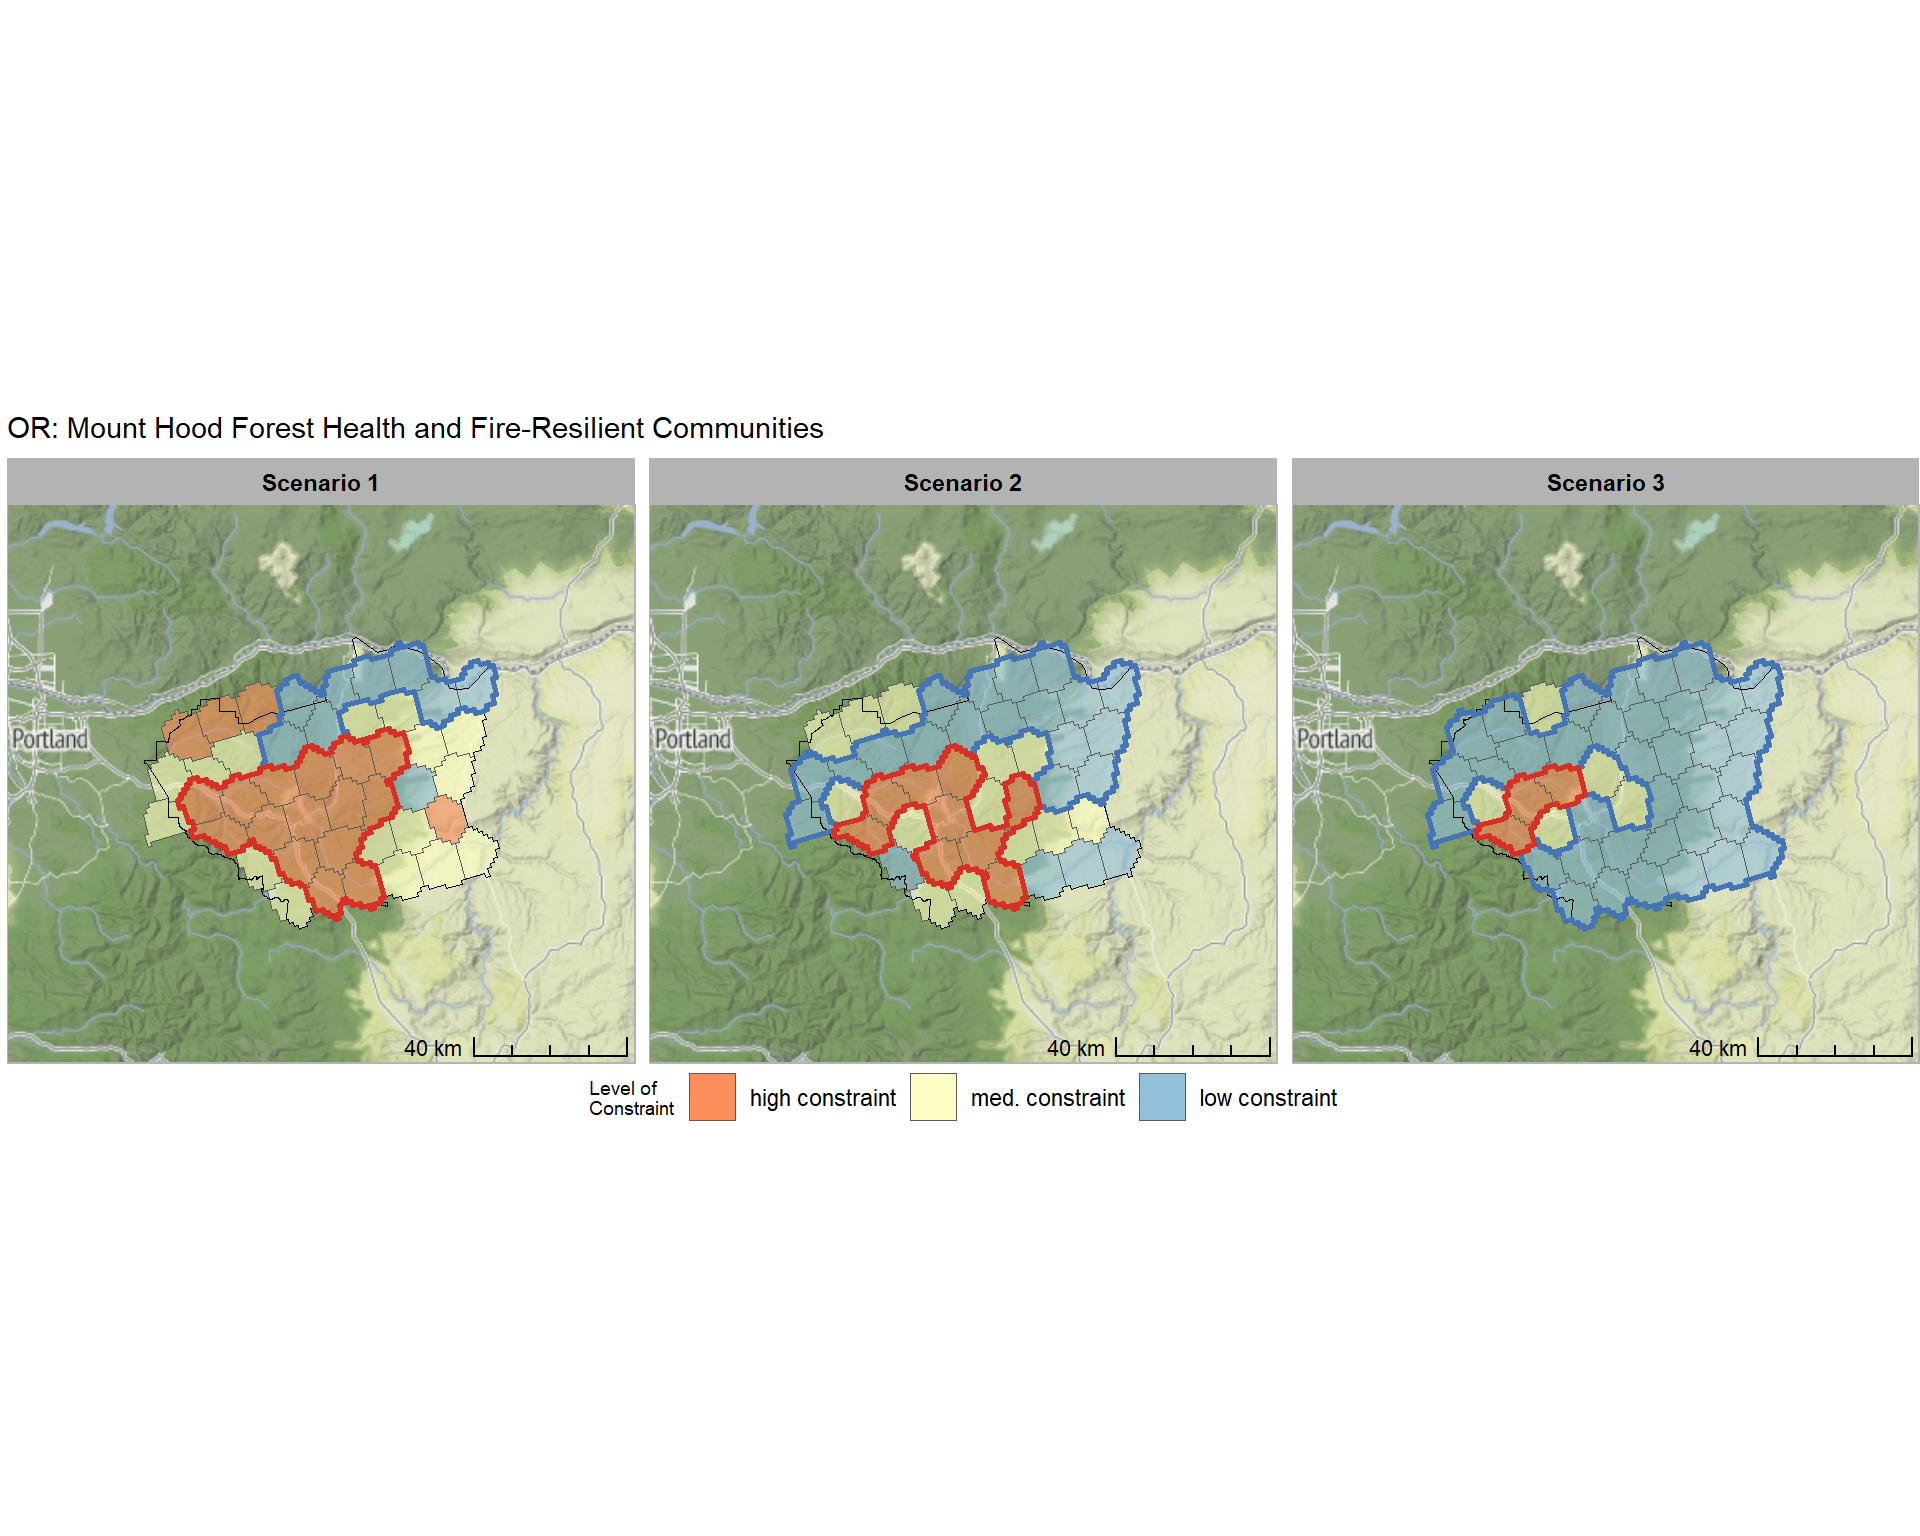 OR: Mount Hood Forest Health and Fire-Resilient Communities
Scenario 1
Scenario 2
Scenario 3
Portland
Portland
Portland
40 km
40 km
40 km
Level of
Constraint
high constraint
med. constraint
low constraint